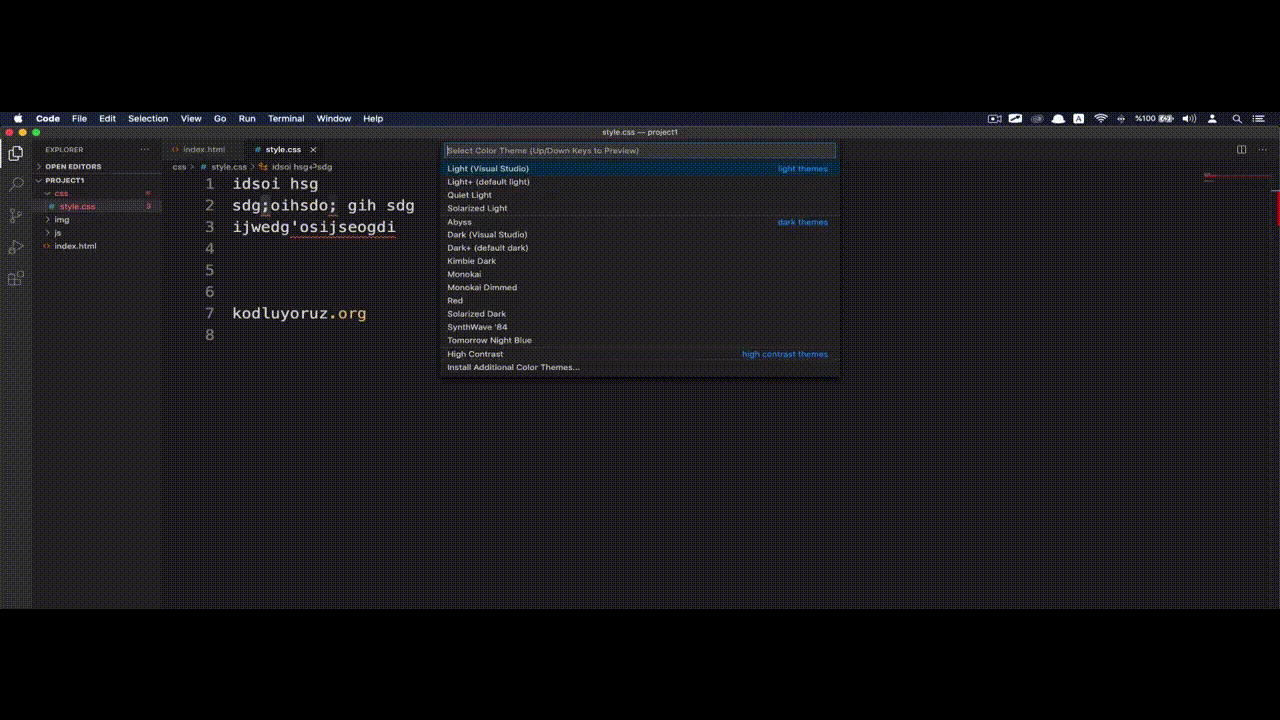 Code File Edit Selection View Go Run Terminal Window Help A %100
style.css — project1
EXPLORER ...
OPEN EDITORS
PROJECT1
css
# style.css 3
img
js
index.html
index.html # style.css ×
css > # style.css > idsoi hsg↵sdg
1 idsoi hsg
2 sdg;oihsdo; gih sdg
3 ijwedg'osijseogdi
4
5
6
7 kodluyoruz.org
8
Select Color Theme (Up/Down Keys to Preview)
Light (Visual Studio) light themes
Light+ (default light)
Quiet Light
Solarized Light
Abyss dark themes
Dark (Visual Studio)
Dark+ (default dark)
Kimbie Dark
Monokai
Monokai Dimmed
Red
Solarized Dark
SynthWave '84
Tomorrow Night Blue
High Contrast high contrast themes
Install Additional Color Themes...